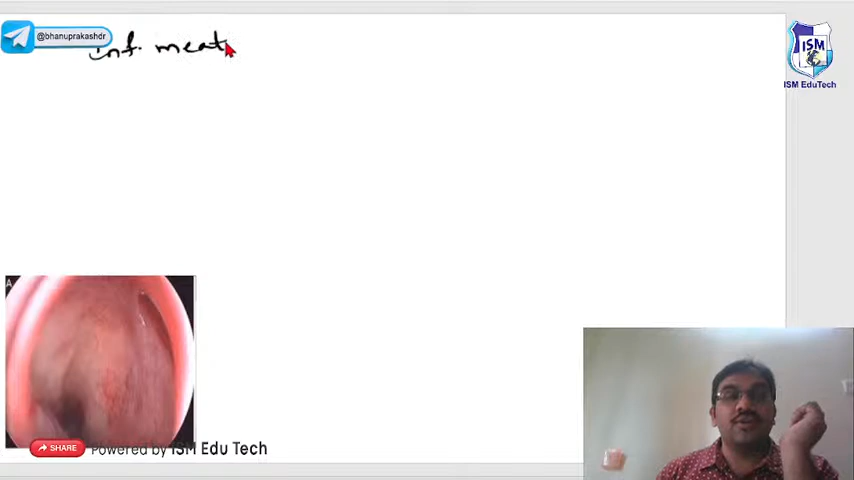 @bhanuprakashdr
inf. meat
ISM
ISM EduTech
A
SHARE
Powered by ISM Edu Tech